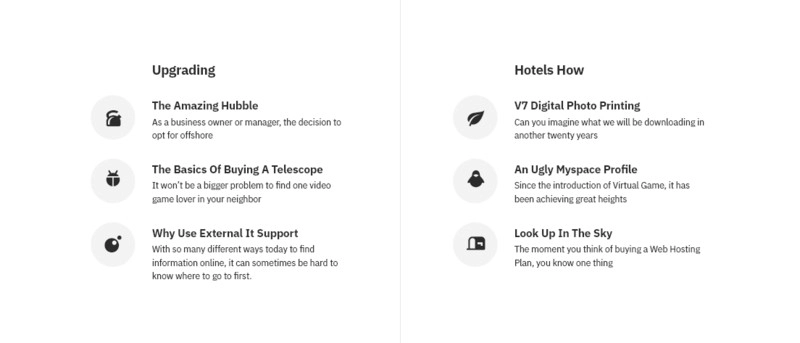 Upgrading
The Amazing Hubble
As a business owner or manager, the decision to
opt for offshore
The Basics Of Buying A Telescope
It won't be a bigger problem to find one video
game lover in your neighbor
Why Use External It Support
With so many different ways today to find
information online, it can sometimes be hard to
know where to go to first.
Hotels How
V7 Digital Photo Printing
Can you imagine what we will be downloading in
another twenty years
An Ugly Myspace Profile
Since the introduction of Virtual Game, it has
been achieving great heights
Look Up In The Sky
The moment you think of buying a Web Hosting
Plan, you know one thing